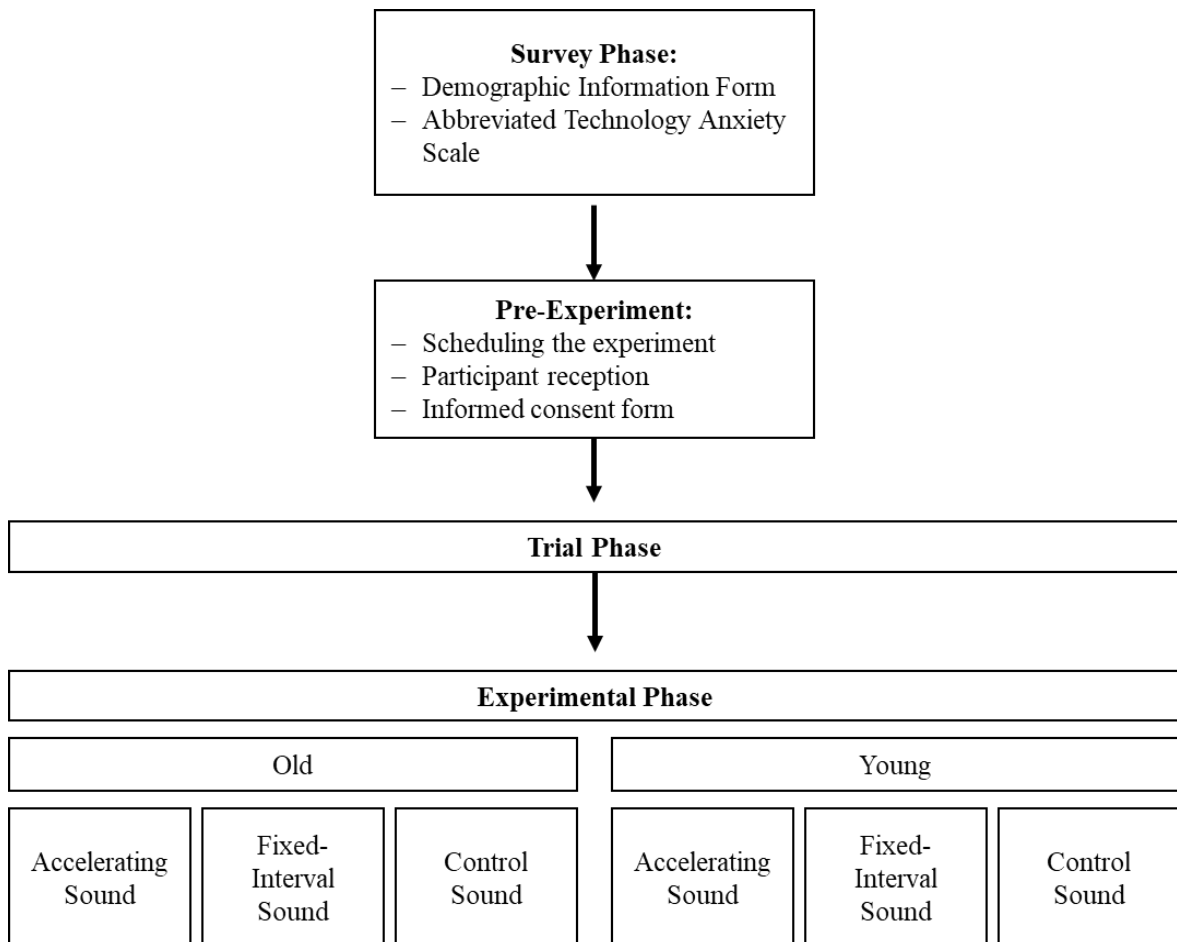 Survey Phase:
– Demographic Information Form
– Abbreviated Technology Anxiety
Scale
Pre-Experiment:
– Scheduling the experiment
– Participant reception
– Informed consent form
Trial Phase
Experimental Phase
Old
Young
Accelerating
Sound
Fixed-
Interval
Sound
Control
Sound
Accelerating
Sound
Fixed-
Interval
Sound
Control
Sound